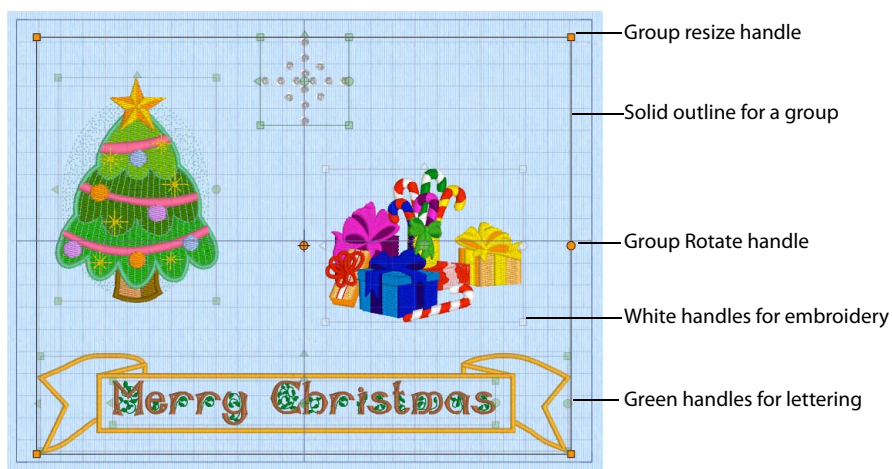 Group resize handle
Solid outline for a group
Group Rotate handle
White handles for embroidery
Merry Christmas
Green handles for lettering